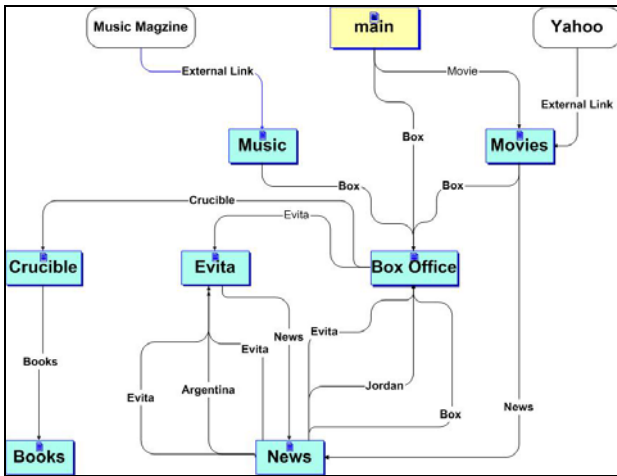 Music Magzine
main
Yahoo
External Link
Movie
External Link
Box
Music
Movies
Box
Box
Crucible
Evita
Crucible
Evita
Box Office
News
Evita
Books
Evita
Evita
Argentina
Jordan
Box
News
Books
News